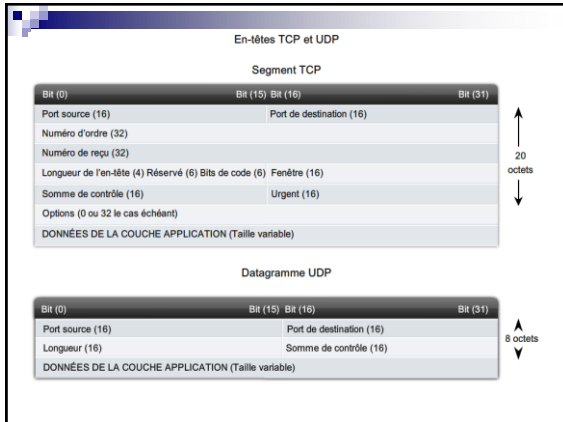 En-têtes TCP et UDP
Segment TCP
Bit (0) Bit (15) Bit (16) Bit (31)
Port source (16) Port de destination (16)
Numéro d'ordre (32)
Numéro de reçu (32)
Longueur de l'en-tête (4) Réservé (6) Bits de code (6) Fenêtre (16)
Somme de contrôle (16) Urgent (16)
Options (0 ou 32 le cas échéant)
DONNÉES DE LA COUCHE APPLICATION (Taille variable)
20
octets
Datagramme UDP
Bit (0) Bit (15) Bit (16) Bit (31)
Port source (16) Port de destination (16)
Longueur (16) Somme de contrôle (16)
DONNÉES DE LA COUCHE APPLICATION (Taille variable)
8 octets